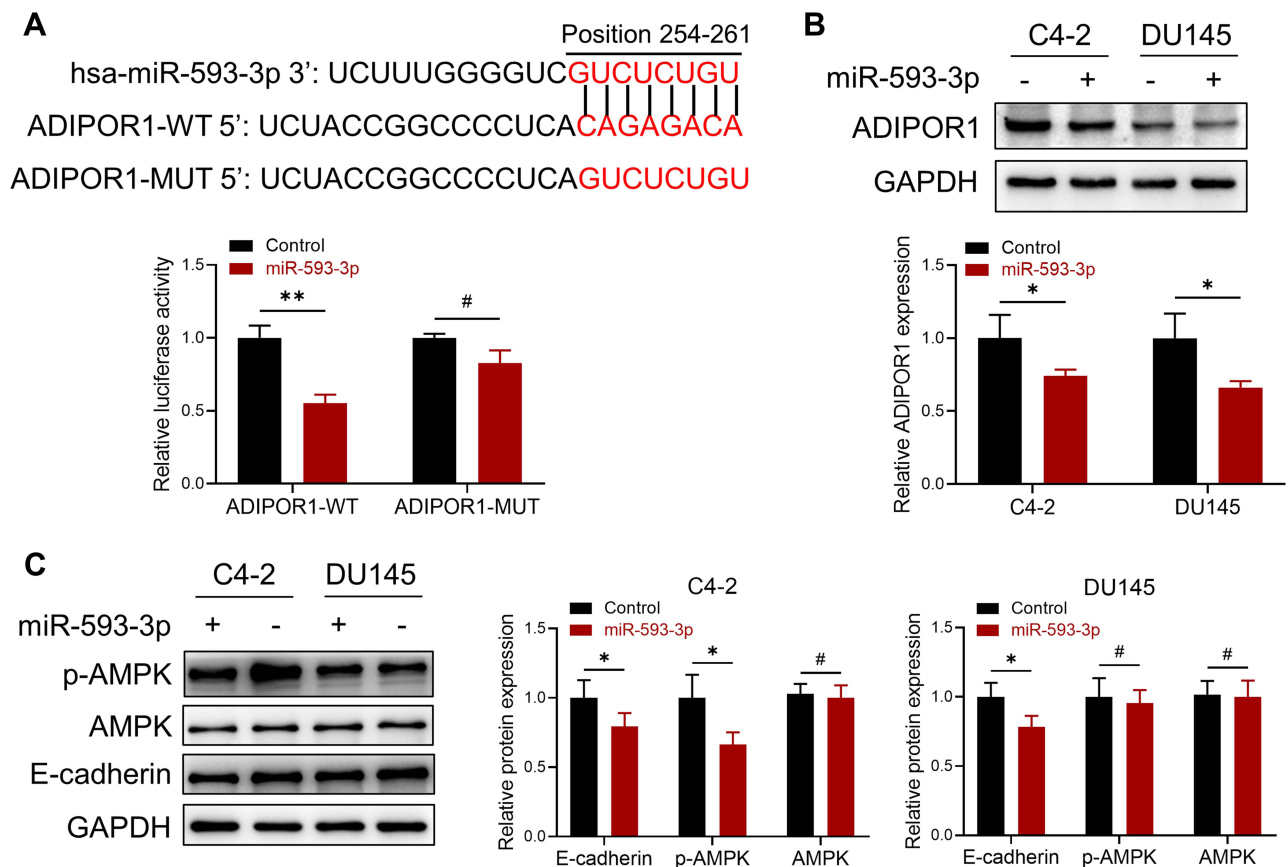 A
Position 254-261
hsa-miR-593-3p 3’: UCUUUGGGGUCGUCUCUGU
ADIPOR1-WT 5’: UCUACCGGCCCCUCACAGAGACA
ADIPOR1-MUT 5’: UCUACCGGCCCCUCAGUCUCUGU
Control
miR-593-3p
Relative luciferase activity
1.5
1.0
0.5
0.0
**
#
ADIPOR1-WT
ADIPOR1-MUT
B
C4-2 DU145
miR-593-3p - + - +
ADIPOR1
GAPDH
Control
miR-593-3p
Relative ADIPOR1 expression
1.5
1.0
0.5
0.0
*
*
C4-2
DU145
C
C4-2 DU145
miR-593-3p + - + -
p-AMPK
AMPK
E-cadherin
GAPDH
C4-2
Control
miR-593-3p
Relative protein expression
1.5
1.0
0.5
0.0
*
*
#
E-cadherin p-AMPK AMPK
DU145
Control
miR-593-3p
Relative protein expression
1.5
1.0
0.5
0.0
*
#
#
E-cadherin p-AMPK AMPK